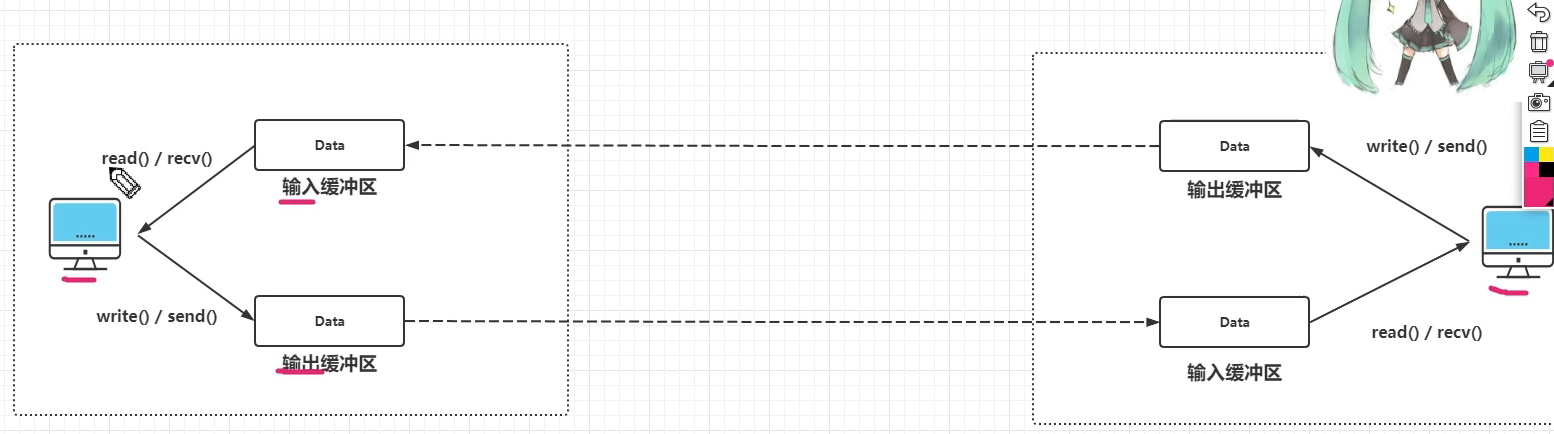 Data
Data
read() / recv()
write() / send()
输入缓冲区
输出缓冲区
write() / send()
Data
Data
read() / recv()
输出缓冲区
输入缓冲区